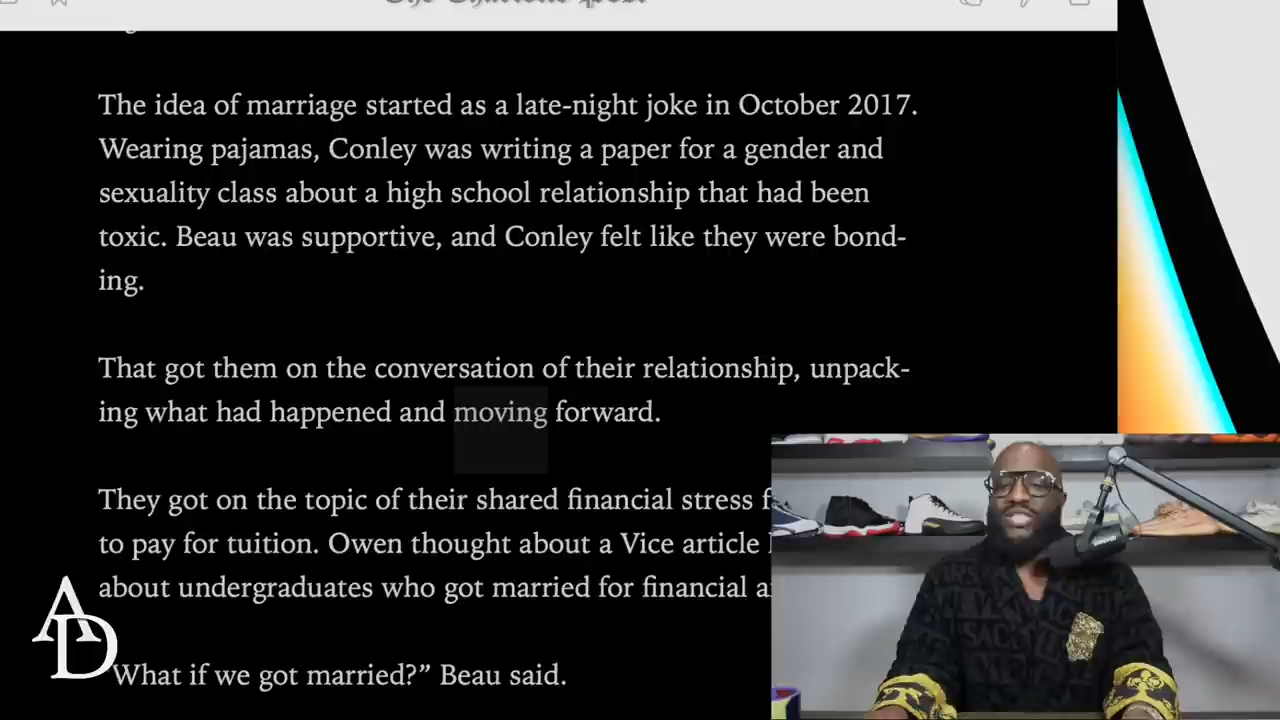 The Charlotte Post
The idea of marriage started as a late-night joke in October 2017.
Wearing pajamas, Conley was writing a paper for a gender and
sexuality class about a high school relationship that had been
toxic. Beau was supportive, and Conley felt like they were bond-
ing.
That got them on the conversation of their relationship, unpack-
ing what had happened and moving forward.
They got on the topic of their shared financial stress
to pay for tuition. Owen thought about a Vice article
about undergraduates who got married for financial
"What if we got married?” Beau said.
AD